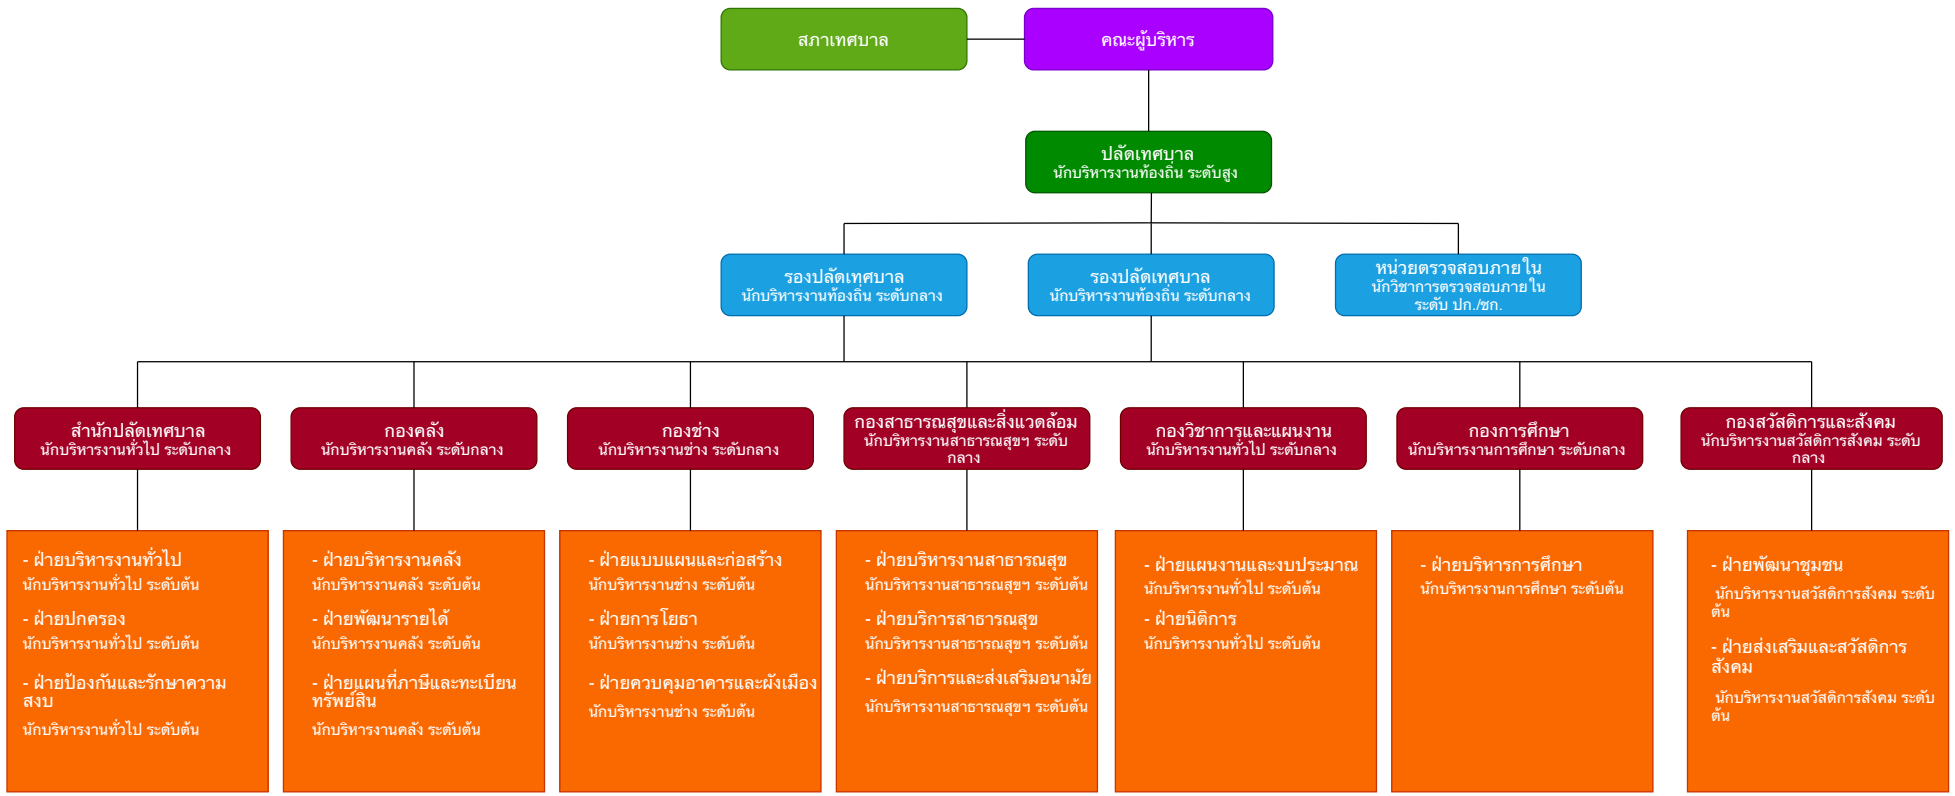 สภาเทศบาล
คณะผู้บริหาร
ปลัดเทศบาล
นักบริหารงานท้องถิ่น ระดับสูง
รองปลัดเทศบาล
นักบริหารงานท้องถิ่น ระดับกลาง
รองปลัดเทศบาล
นักบริหารงานท้องถิ่น ระดับกลาง
หน่วยตรวจสอบภายใน
นักวิชาการตรวจสอบภายใน
ระดับ ปก./ชก.
สำนักปลัดเทศบาล
นักบริหารงานทั่วไป ระดับกลาง
กองคลัง
นักบริหารงานคลัง ระดับกลาง
กองช่าง
นักบริหารงานช่าง ระดับกลาง
กองสาธารณสุขและสิ่งแวดล้อม
นักบริหารงานสาธารณสุขฯ ระดับ
กลาง
กองวิชาการและแผนงาน
นักบริหารงานทั่วไป ระดับกลาง
กองการศึกษา
นักบริหารงานการศึกษา ระดับกลาง
กองสวัสดิการและสังคม
นักบริหารงานสวัสดิการสังคม ระดับ
กลาง
- ฝ่ายบริหารงานทั่วไป
นักบริหารงานทั่วไป ระดับต้น
- ฝ่ายปกครอง
นักบริหารงานทั่วไป ระดับต้น
- ฝ่ายป้องกันและรักษาความ
สงบ
นักบริหารงานทั่วไป ระดับต้น
- ฝ่ายบริหารงานคลัง
นักบริหารงานคลัง ระดับต้น
- ฝ่ายพัฒนารายได้
นักบริหารงานคลัง ระดับต้น
- ฝ่ายแผนที่ภาษีและทะเบียน
ทรัพย์สิน
นักบริหารงานคลัง ระดับต้น
- ฝ่ายแบบแผนและก่อสร้าง
นักบริหารงานช่าง ระดับต้น
- ฝ่ายการโยธา
นักบริหารงานช่าง ระดับต้น
- ฝ่ายควบคุมอาคารและผังเมือง
นักบริหารงานช่าง ระดับต้น
- ฝ่ายบริหารงานสาธารณสุข
นักบริหารงานสาธารณสุขฯ ระดับต้น
- ฝ่ายบริการสาธารณสุข
นักบริหารงานสาธารณสุขฯ ระดับต้น
- ฝ่ายบริการและส่งเสริมอนามัย
นักบริหารงานสาธารณสุขฯ ระดับต้น
- ฝ่ายแผนงานและงบประมาณ
นักบริหารงานทั่วไป ระดับต้น
- ฝ่ายนิติการ
นักบริหารงานทั่วไป ระดับต้น
- ฝ่ายบริหารการศึกษา
นักบริหารงานการศึกษา ระดับต้น
- ฝ่ายพัฒนาชุมชน
นักบริหารงานสวัสดิการสังคม ระดับ
ต้น
- ฝ่ายส่งเสริมและสวัสดิการ
สังคม
นักบริหารงานสวัสดิการสังคม ระดับ
ต้น